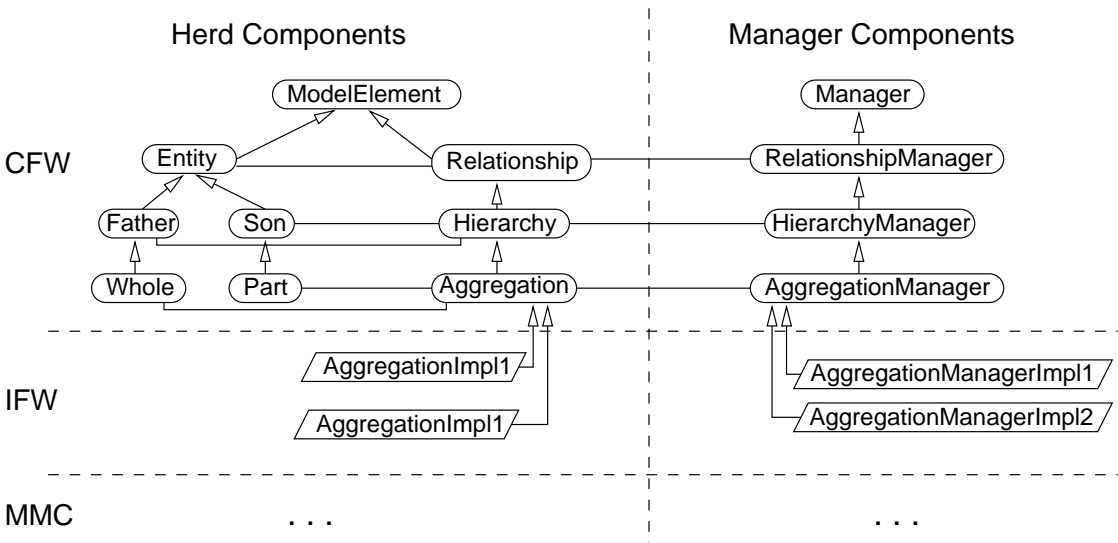 Herd Components
Manager Components
ModelElement
Manager
CFW
Entity
Relationship
RelationshipManager
Father
Son
Hierarchy
HierarchyManager
Whole
Part
Aggregation
AggregationManager
IFW
AggregationImpl1
AggregationManagerImpl1
AggregationImpl1
AggregationManagerImpl2
MMC
. . .
. . .